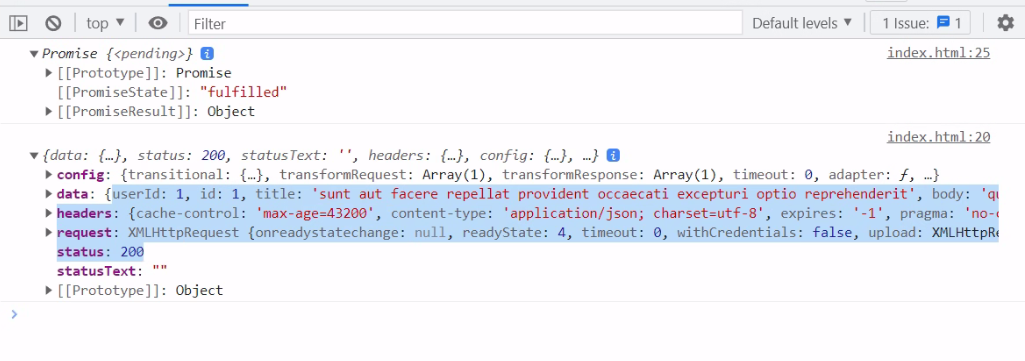 top Filter Default levels 1 Issue: 1
Promise {<pending>} i index.html:25
[[Prototype]]: Promise
[[PromiseState]]: "fulfilled"
[[PromiseResult]]: Object
index.html:20
{data: {…}, status: 200, statusText: '', headers: {…}, config: {…}, …} i
config: {transitional: {…}, transformRequest: Array(1), transformResponse: Array(1), timeout: 0, adapter: ƒ, …}
data: {userId: 1, id: 1, title: 'sunt aut facere repellat provident occaecati excepturi optio reprehenderit', body: 'qu
headers: {cache-control: 'max-age=43200', content-type: 'application/json; charset=utf-8', expires: '-1', pragma: 'no-c
request: XMLHttpRequest {onreadystatechange: null, readyState: 4, timeout: 0, withCredentials: false, upload: XMLHttpRe
status: 200
statusText: ""
[[Prototype]]: Object